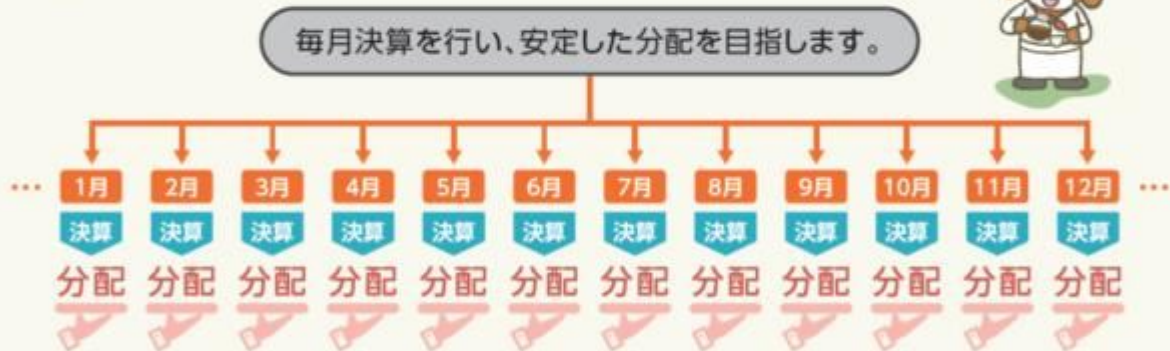 毎月決算を行い、安定した分配を目指します。
… 1月 2月 3月 4月 5月 6月 7月 8月 9月 10月 11月 12月 …
決算 決算 決算 決算 決算 決算 決算 決算 決算 決算 決算 決算
分配 分配 分配 分配 分配 分配 分配 分配 分配 分配 分配 分配